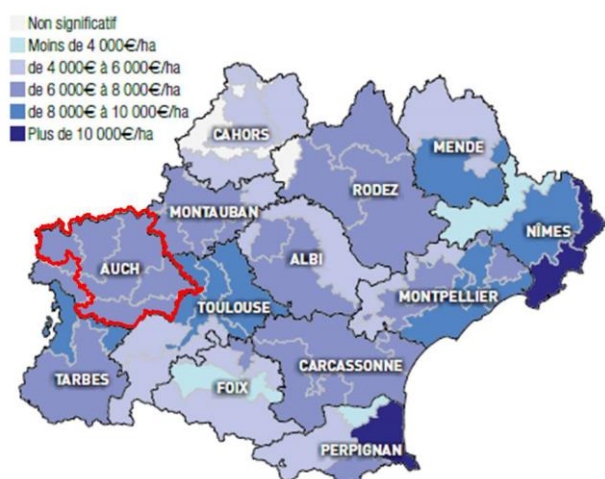 Non significatif
Moins de 4 000€/ha
de 4 000€ à 6 000€/ha
de 6 000€ à 8 000€/ha
de 8 000€ à 10 000€/ha
Plus de 10 000€/ha
CAHORS
MENDE
RODEZ
MONTAUBAN
NÎMES
ALBI
AUCH
MONTPELLIER
TOULOUSE
CARCASSONNE
TARBES
FOIX
PERPIGNAN